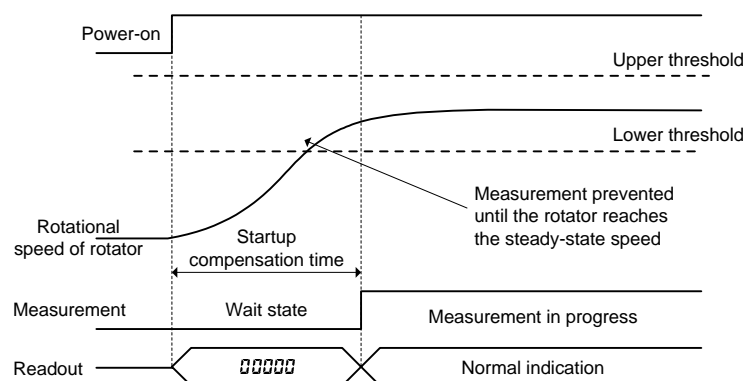 Power-on
Upper threshold
Lower threshold
Measurement prevented
until the rotator reaches
the steady-state speed
Rotational
speed of rotator
Startup
compensation time
Measurement
Wait state
Measurement in progress
Readout
00000
Normal indication